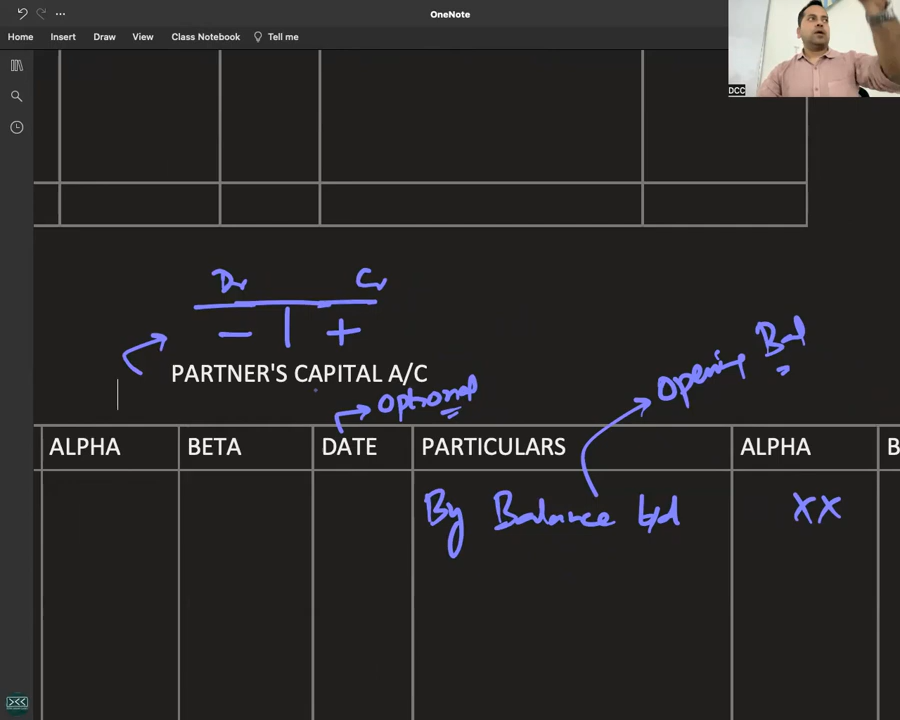 OneNote
Home Insert Draw View Class Notebook Tell me
DCC
Dr Cr
- +
Opening Bal
PARTNER'S CAPITAL A/C
Optional
ALPHA BETA DATE PARTICULARS ALPHA B
By Balance b/d XX